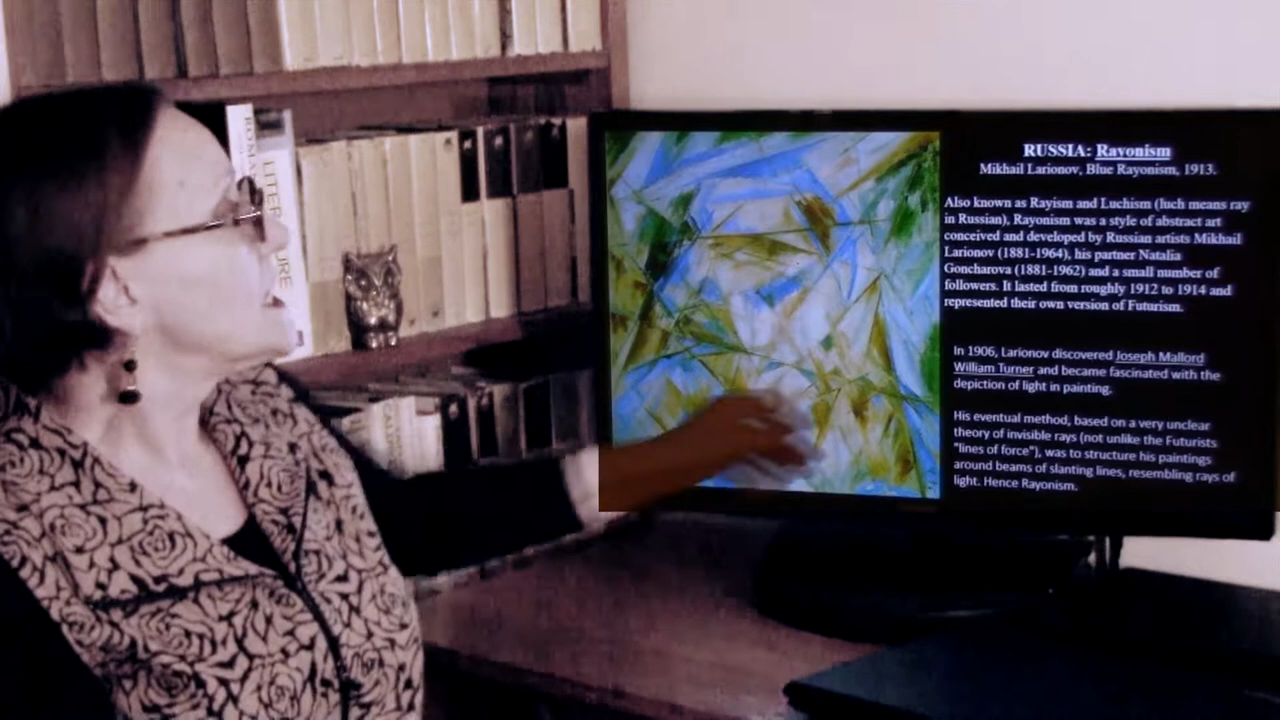 LITERATURE
RUSSIA: Rayonism
Mikhail Larionov, Blue Rayonism, 1913.
Also known as Rayism and Luchism (luch means ray
in Russian), Rayonism was a style of abstract art
conceived and developed by Russian artists Mikhail
Larionov (1881-1964), his partner Natalia
Goncharova (1881-1962) and a small number of
followers. It lasted from roughly 1912 to 1914 and
represented their own version of Futurism.
In 1906, Larionov discovered Joseph Mallord
William Turner and became fascinated with the
depiction of light in painting.
His eventual method, based on a very unclear
theory of invisible rays (not unlike the Futurists
"lines of force"), was to structure his paintings
around beams of slanting lines, resembling rays of
light. Hence Rayonism.